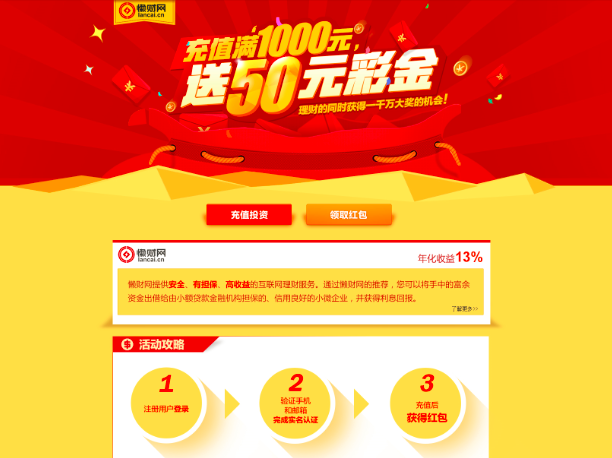 懒财网
lancai.cn
充值满1000元,
送50元彩金
理财的同时获得一千万大奖的机会!
充值投资
领取红包
懒财网
lancai.cn
年化收益13%
懒财网提供安全、有担保、高收益的互联网理财服务。通过懒财网的推荐，您可以将手中的富余
资金出借给由小额贷款金融机构担保的、信用良好的小微企业，并获得利息回报。
了解更多>>
活动攻略
1
注册用户登录
2
验证手机
和邮箱
完成实名认证
3
充值后
获得红包